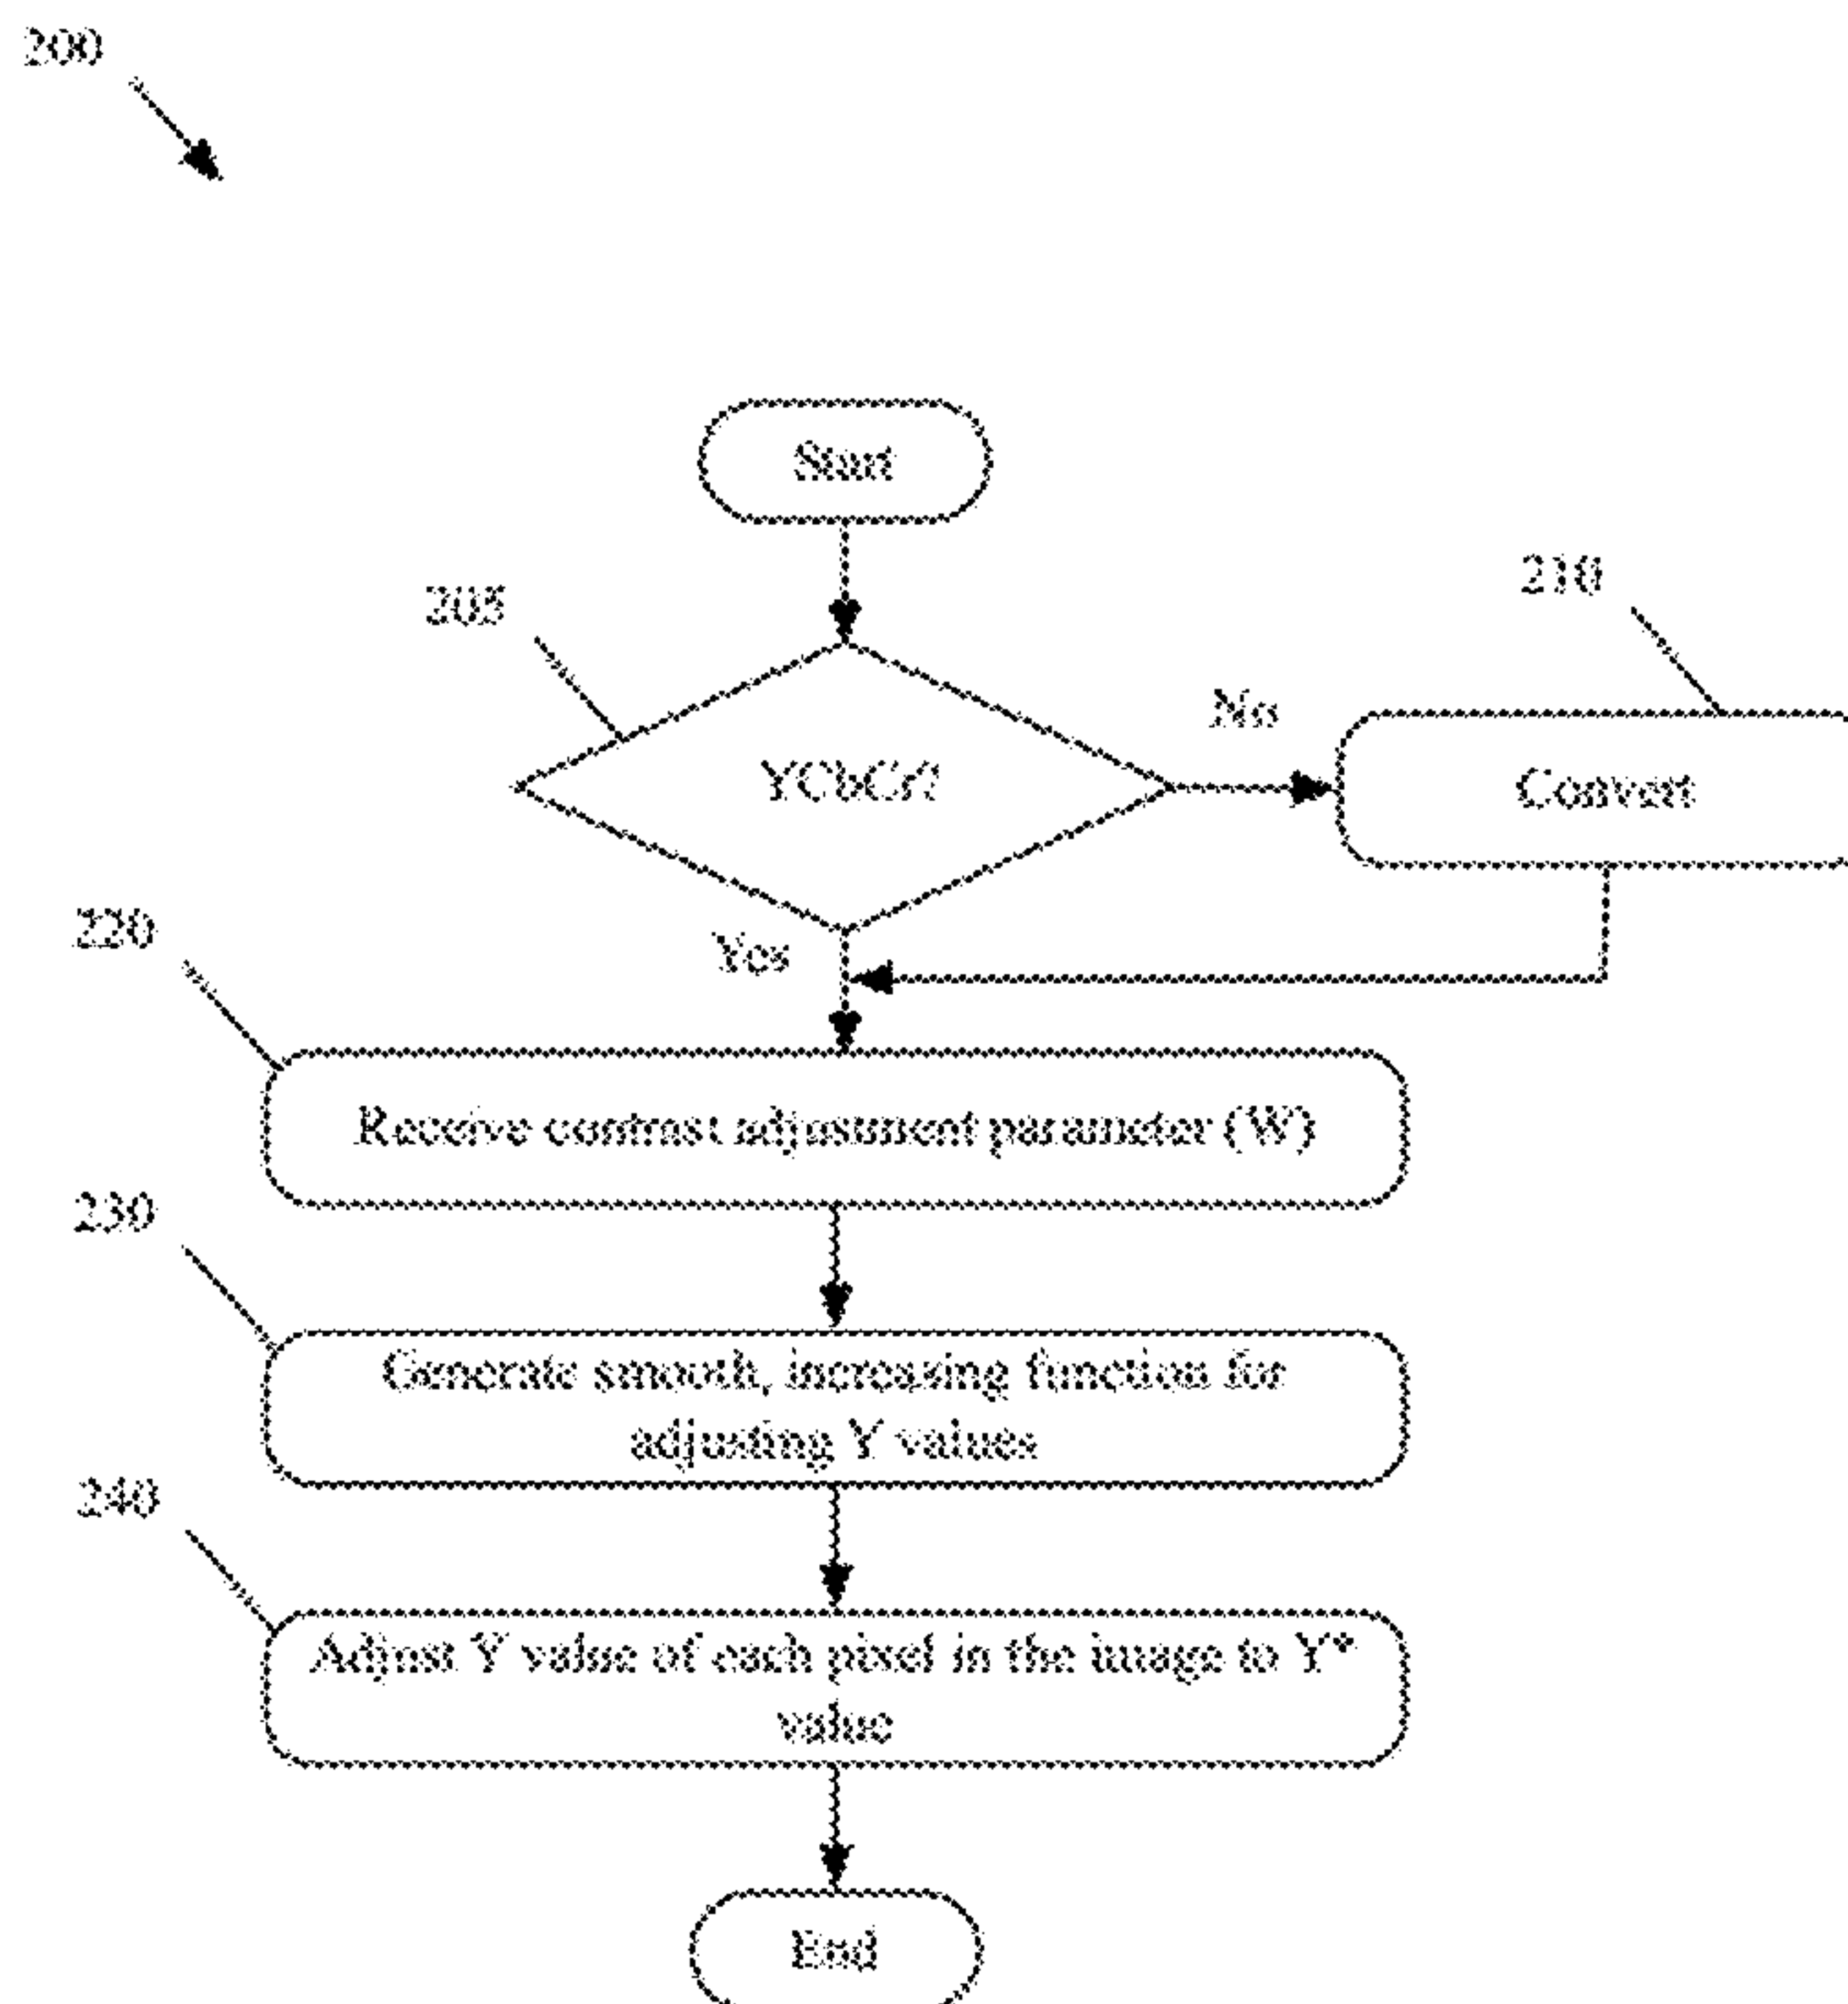 200
Start
205
210
YCbCr?
No
Convert
220
Yes
Receive contrast adjustment parameter (W)
230
Generate smooth, increasing function for
adjusting Y values
240
Adjust Y value of each pixel in the image to Y*
value
End